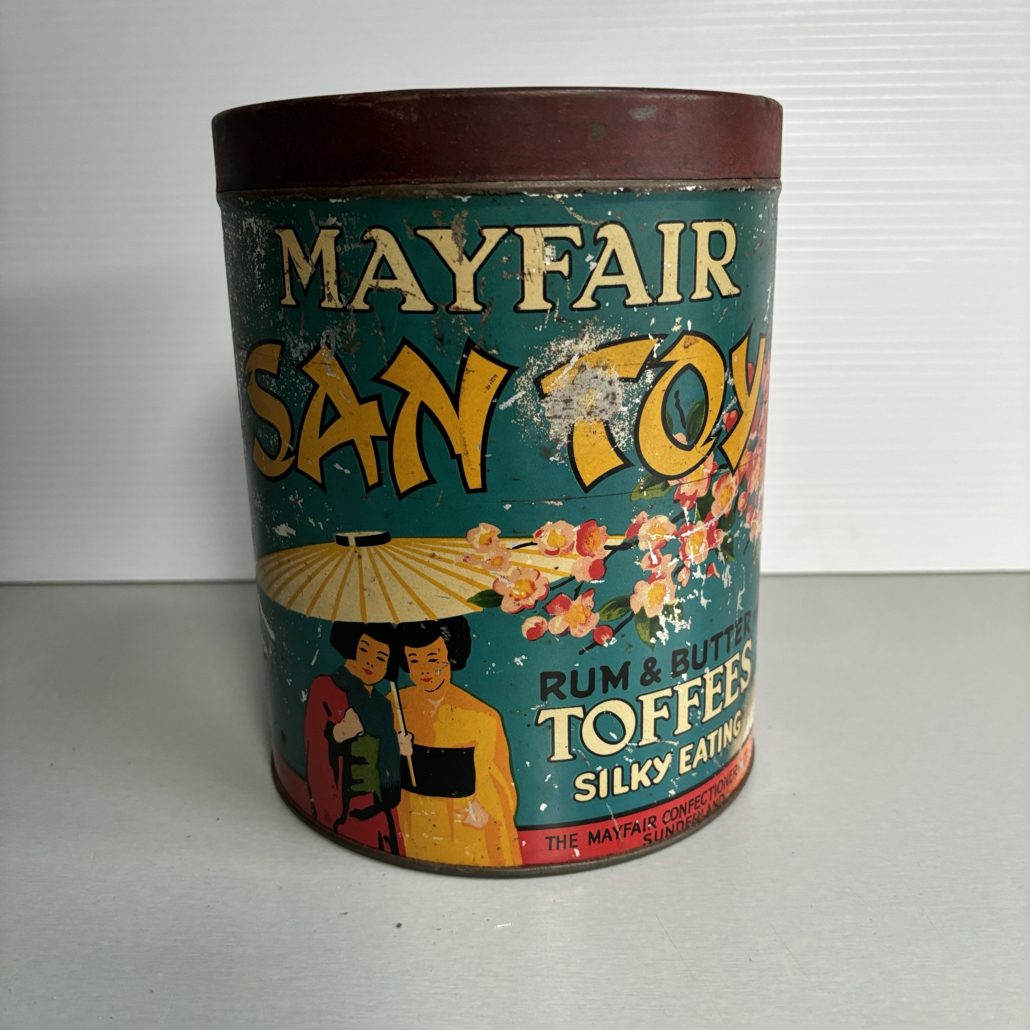 MAYFAIR
SAN TOY
RUM & BUTTER
TOFFEES
SILKY EATING
THE MAYFAIR CONFECTIONERY
SUNDERLAND